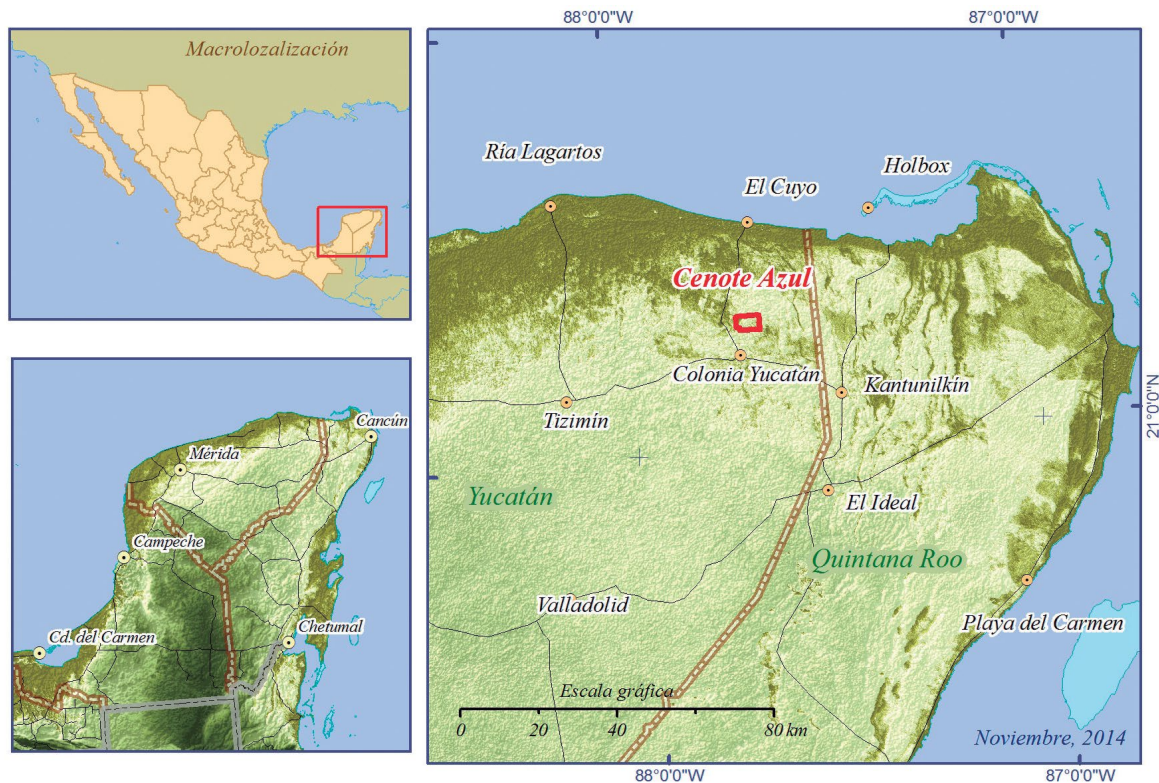 Macrolozalización
Mérida
Cancún
Campeche
Cd. del Carmen
Chetumal
88°0'0"W
87°0'0"W
Ría Lagartos
El Cuyo
Holbox
Cenote Azul
Colonia Yucatán
Kantunilkín
Tizimín
21°0'0"N
Yucatán
El Ideal
Quintana Roo
Valladolid
Playa del Carmen
Escala gráfica
0 20 40 80 km
Noviembre, 2014
88°0'0"W
87°0'0"W